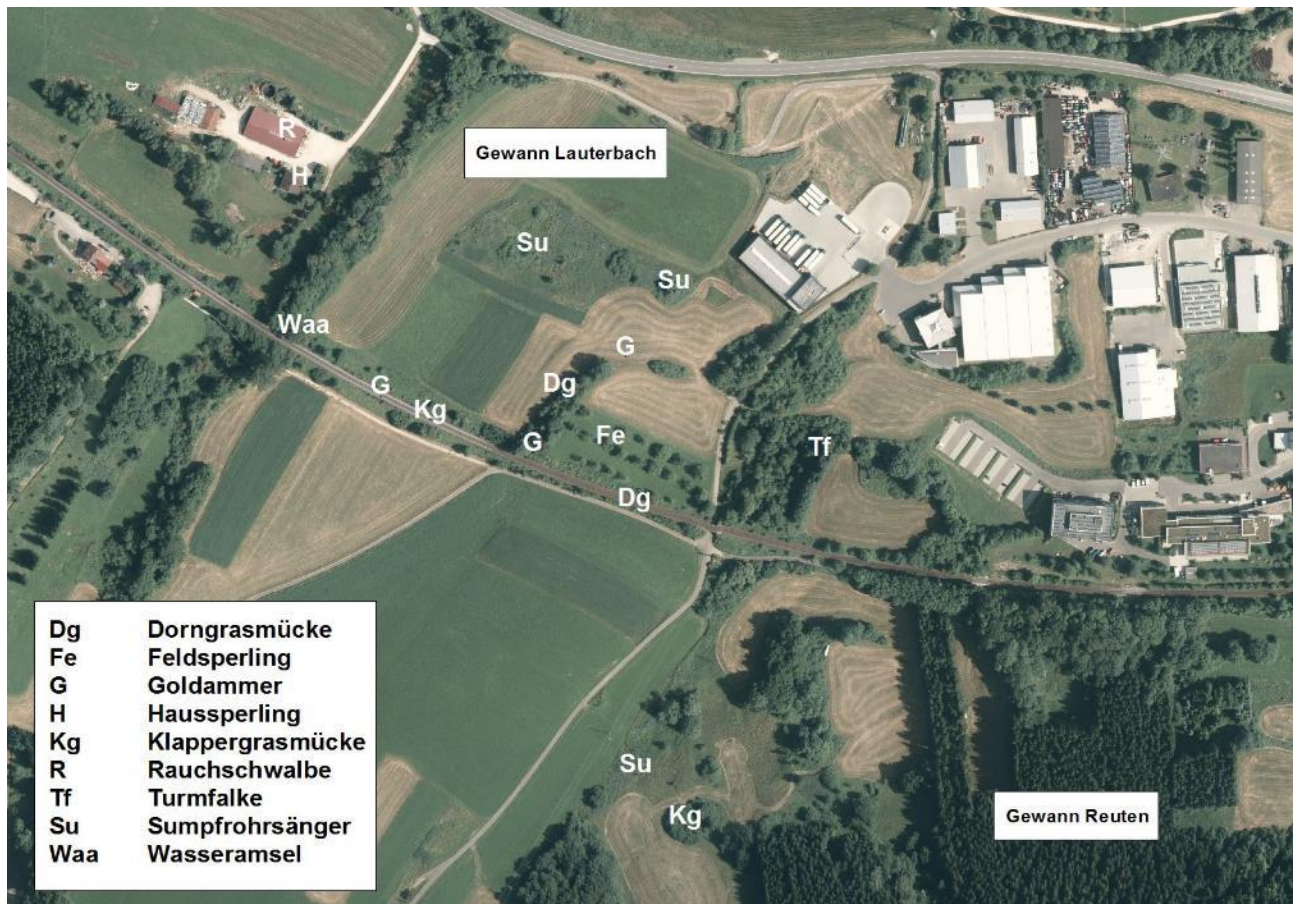 R
Gewann Lauterbach
H
Su
Su
Waa
G
Dg
G
Kg
Fe
G
Tf
Dg
Su
Kg
Gewann Reuten
Dg Dorngrasmücke
Fe Feldsperling
G Goldammer
H Haussperling
Kg Klappergrasmücke
R Rauchschwalbe
Tf Turmfalke
Su Sumpfrohrsänger
Waa Wasseramsel